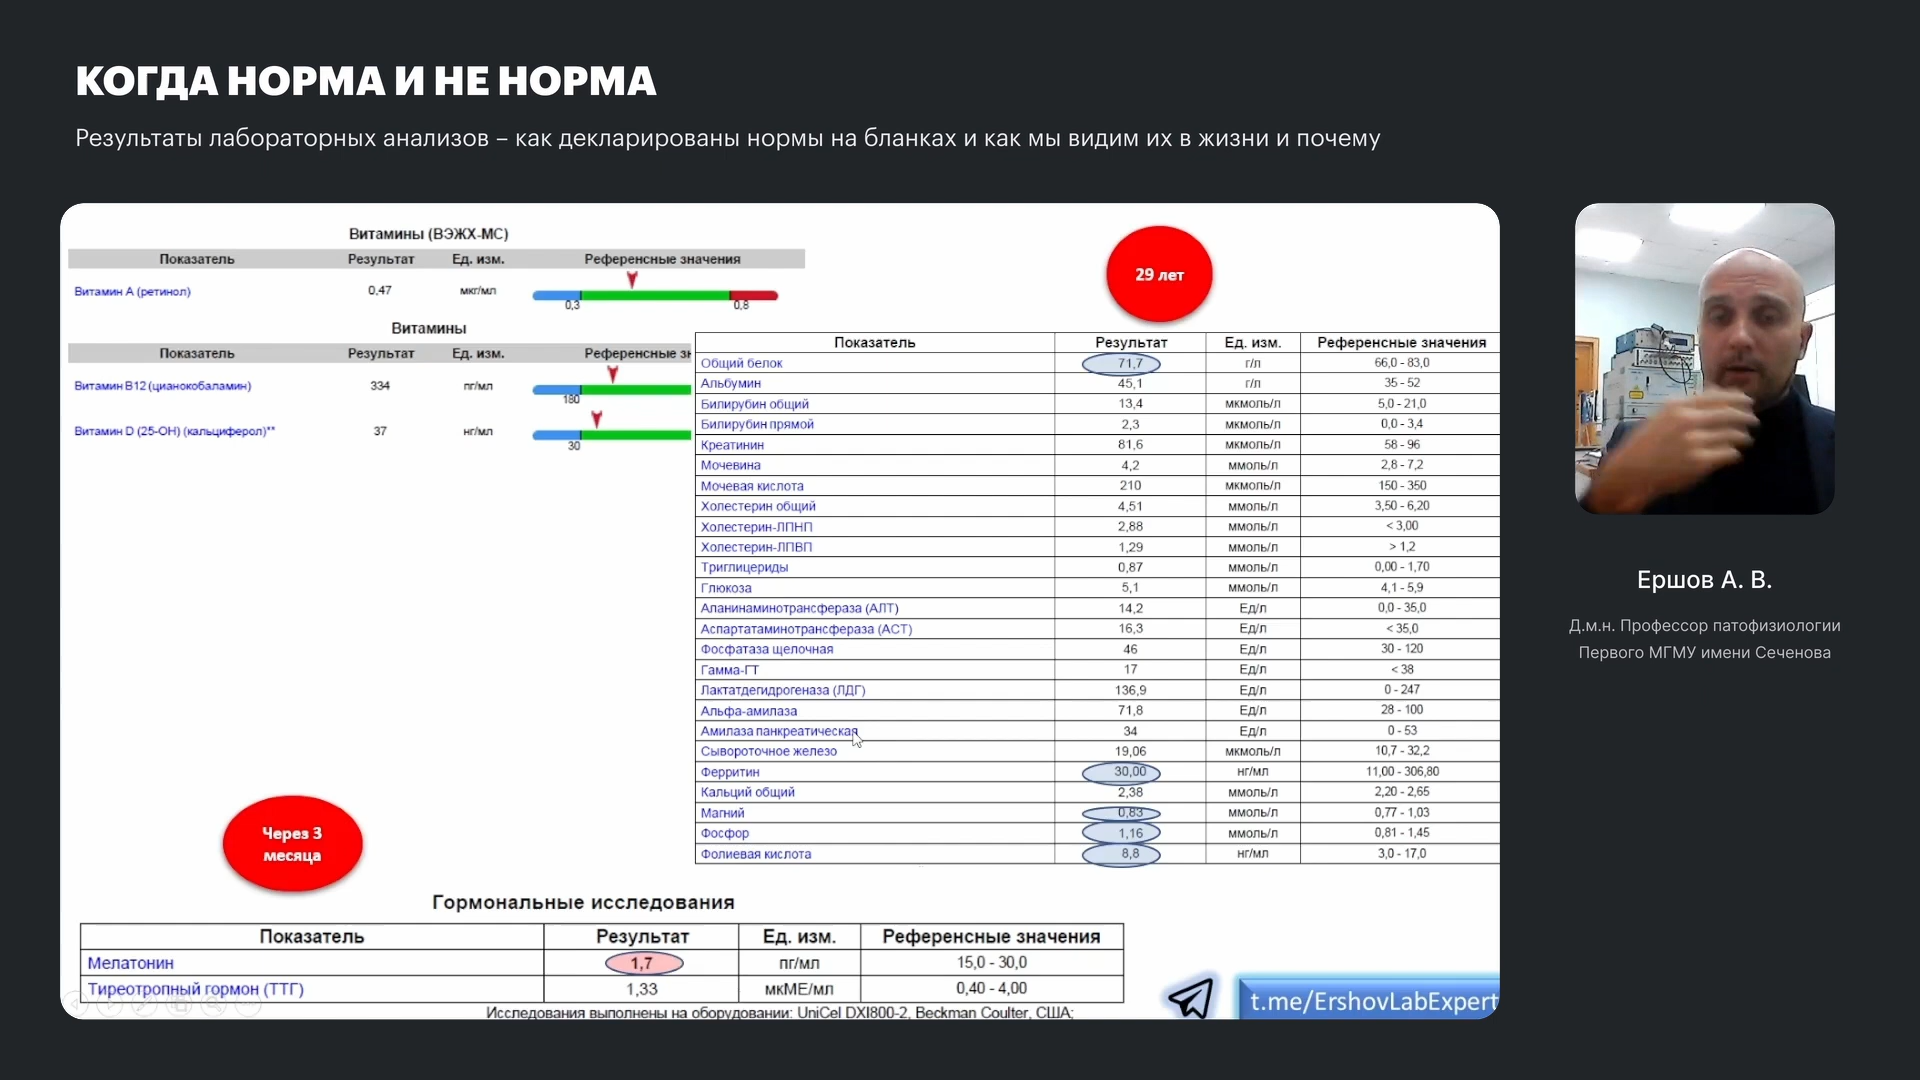 КОГДА НОРМА И НЕ НОРМА
Результаты лабораторных анализов – как декларированы нормы на бланках и как мы видим их в жизни и почему
Витамины (ВЭЖХ-МС)
Показатель Результат Ед. изм. Референсные значения
Витамин А (ретинол) 0,47 мкг/мл
0,3 0,8
Витамины
Показатель Результат Ед. изм. Референсные зн
Витамин B12 (цианокобаламин) 334 пг/мл
180
Витамин D (25-OH) (кальциферол)** 37 нг/мл
30
29 лет
Показатель Результат Ед. изм. Референсные значения
Общий белок 71,7 г/л 66,0 - 83,0
Альбумин 45,1 г/л 35 - 52
Билирубин общий 13,4 мкмоль/л 5,0 - 21,0
Билирубин прямой 2,3 мкмоль/л 0,0 - 3,4
Креатинин 81,6 мкмоль/л 58 - 96
Мочевина 4,2 ммоль/л 2,8 - 7,2
Мочевая кислота 210 мкмоль/л 150 - 350
Холестерин общий 4,51 ммоль/л 3,50 - 6,20
Холестерин-ЛПНП 2,88 ммоль/л < 3,00
Холестерин-ЛПВП 1,29 ммоль/л > 1,2
Триглицериды 0,87 ммоль/л 0,00 - 1,70
Глюкоза 5,1 ммоль/л 4,1 - 5,9
Аланинаминотрансфераза (АЛТ) 14,2 Ед/л 0,0 - 35,0
Аспартатаминотрансфераза (АСТ) 16,3 Ед/л < 35,0
Фосфатаза щелочная 46 Ед/л 30 - 120
Гамма-ГТ 17 Ед/л < 38
Лактатдегидрогеназа (ЛДГ) 136,9 Ед/л 0 - 247
Альфа-амилаза 71,8 Ед/л 28 - 100
Амилаза панкреатическая 34 Ед/л 0 - 53
Сывороточное железо 19,06 мкмоль/л 10,7 - 32,2
Ферритин 30,00 нг/мл 11,00 - 306,80
Кальций общий 2,38 ммоль/л 2,20 - 2,65
Магний 0,83 ммоль/л 0,77 - 1,03
Фосфор 1,16 ммоль/л 0,81 - 1,45
Фолиевая кислота 8,8 нг/мл 3,0 - 17,0
Через 3
месяца
Гормональные исследования
Показатель Результат Ед. изм. Референсные значения
Мелатонин 1,7 пг/мл 15,0 - 30,0
Тиреотропный гормон (ТТГ) 1,33 мкМЕ/мл 0,40 - 4,00
Исследования выполнены на оборудовании: UniCel DXI800-2, Beckman Coulter, США;
t.me/ErshovLabExpert
Ершов А. В.
Д.м.н. Профессор патофизиологии
Первого МГМУ имени Сеченова